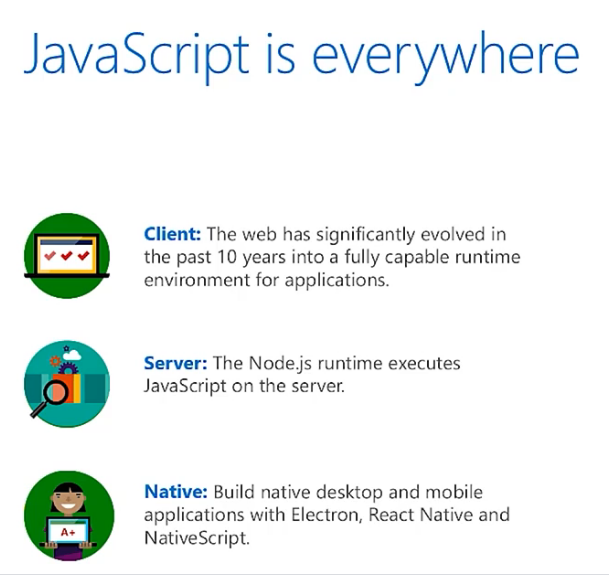 JavaScript is everywhere
Client: The web has significantly evolved in
the past 10 years into a fully capable runtime
environment for applications.
Server: The Node.js runtime executes
JavaScript on the server.
Native: Build native desktop and mobile
applications with Electron, React Native and
NativeScript.
A+